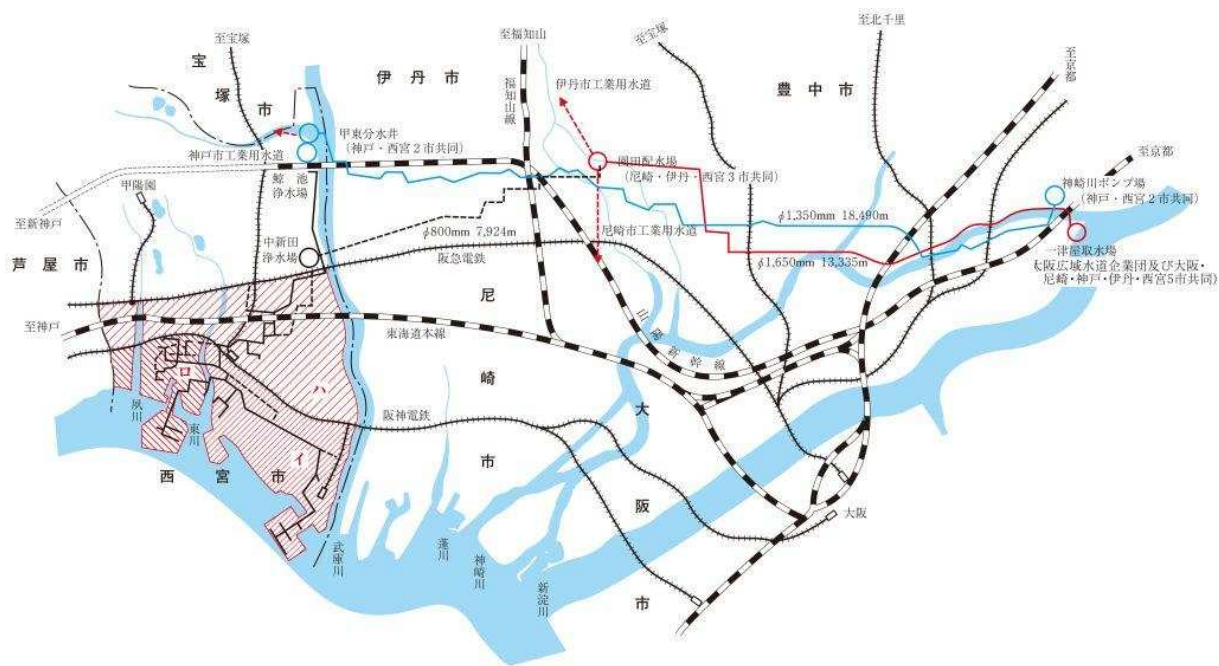 至宝塚
宝塚市
伊丹市
至福知山
福知山線
至宝塚
伊丹市工業用水道
豊中市
至北千里
至京都
至京都
甲東分水井
(神戸・西宮2市共同)
神戸市工業用水道
鯨池
浄水場
園田配水場
(尼崎・伊丹・西宮3市共同)
神崎川ポンプ場
(神戸・西宮2市共同)
甲陽園
至新神戸
中新田
浄水場
φ800mm 7,924m
阪急電鉄
尼崎市工業用水道
φ1,350mm 18,490m
φ1,650mm 13,335m
一津屋取水場
大阪広域水道企業団及び大阪・
尼崎・神戸・伊丹・西宮5市共同)
芦屋市
至神戸
東海道本線
山陽新幹線
尼崎市
大阪市
ロ
ハ
イ
夙川
東川
阪神電鉄
西宮市
武庫川
蓬川
神崎川
新淀川
大阪